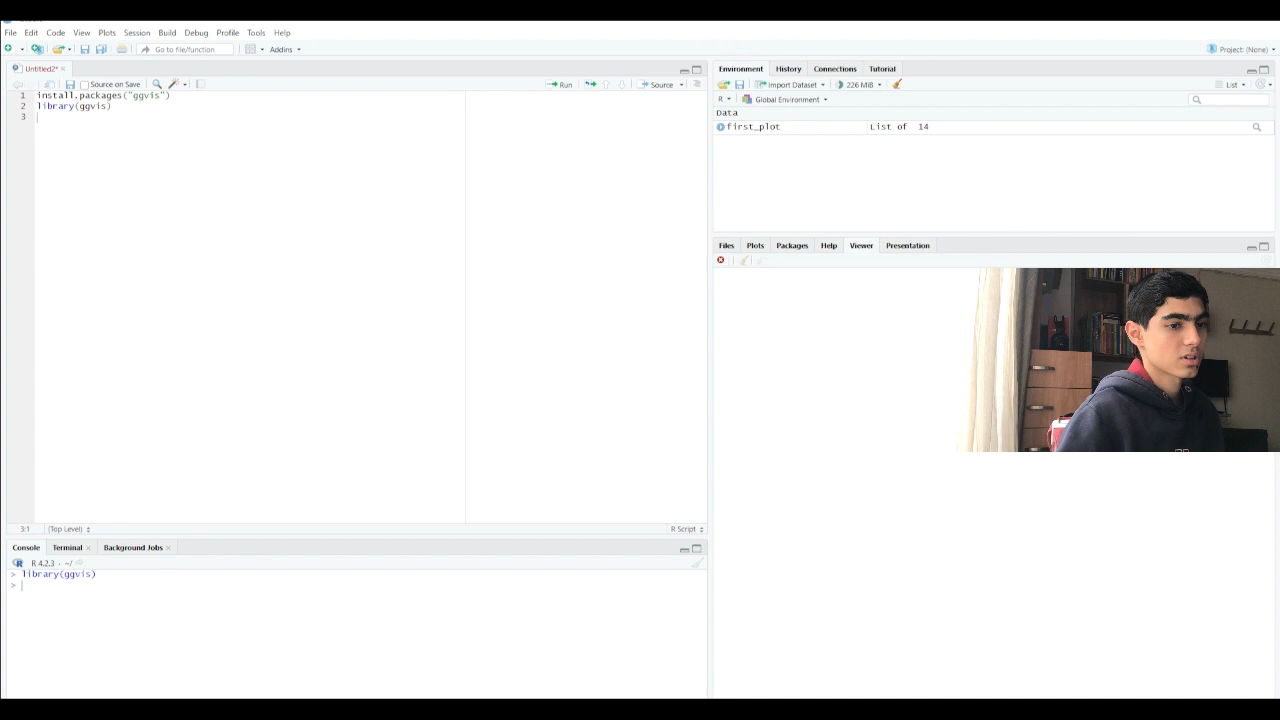 File Edit Code View Plots Session Build Debug Profile Tools Help
Go to file/function Addins Project: (None)
Untitled2*
Source on Save Run Source
1 install.packages("ggvis")
2 library(ggvis)
3
3:1 (Top Level) R Script
Console Terminal Background Jobs
R 4.2.3 · ~/
> library(ggvis)
>
Environment History Connections Tutorial
Import Dataset 226 MiB List
R Global Environment
Data
first_plot List of 14
Files Plots Packages Help Viewer Presentation